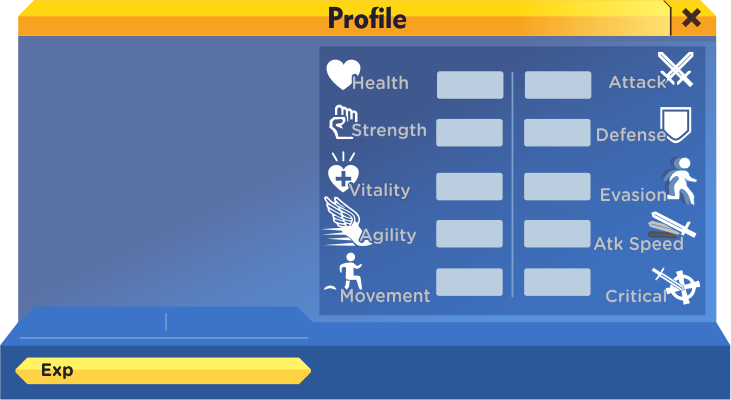 Profile
Health
Attack
Strength
Defense
Vitality
Evasion
Agility
Atk Speed
Movement
Critical
Exp